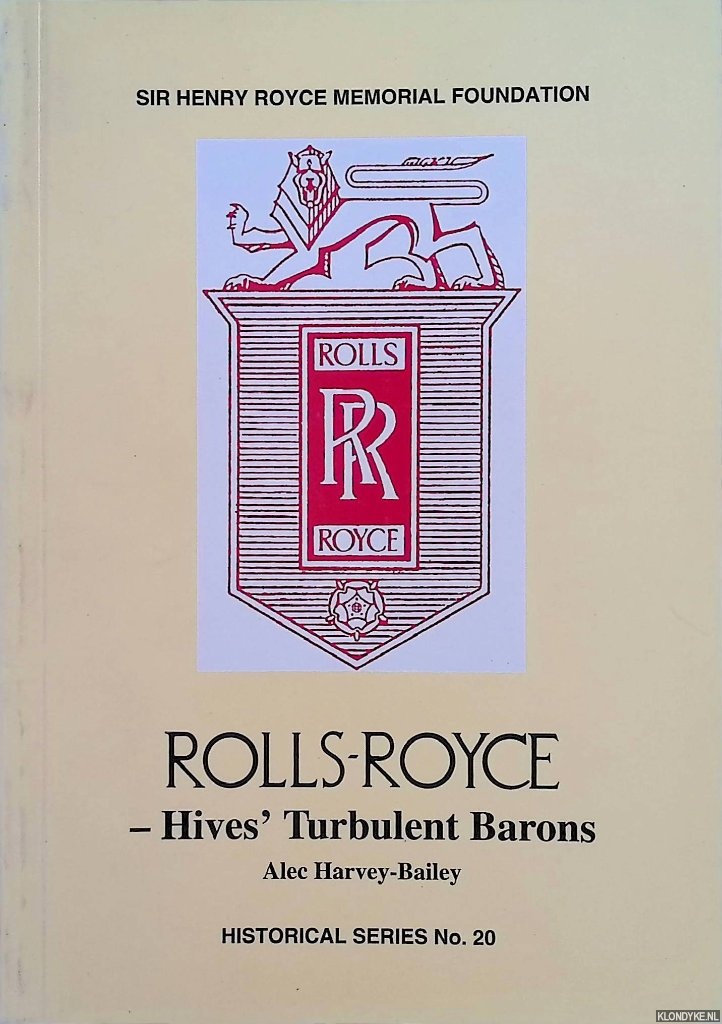 SIR HENRY ROYCE MEMORIAL FOUNDATION
ROLLS
RR
ROYCE
ROLLS-ROYCE
– Hives’ Turbulent Barons
Alec Harvey-Bailey
HISTORICAL SERIES No. 20
KLONDYKE.NL